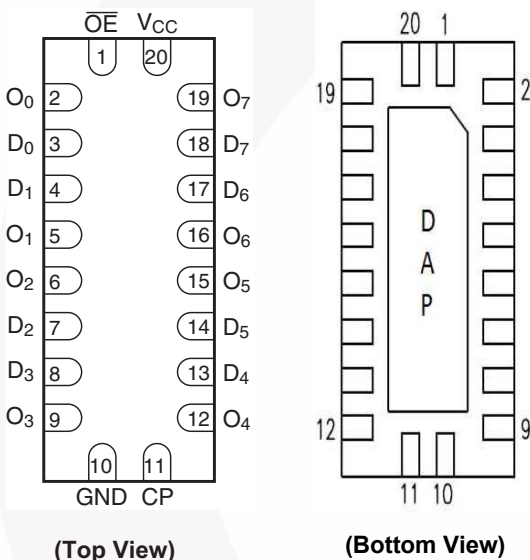 OE VCC
1 20
O0 2 19 O7
D0 3 18 D7
D1 4 17 D6
O1 5 16 O6
O2 6 15 O5
D2 7 14 D5
D3 8 13 D4
O3 9 12 O4
10 11
GND CP
(Top View)
20 1
19 2
D
A
P
12 9
11 10
(Bottom View)